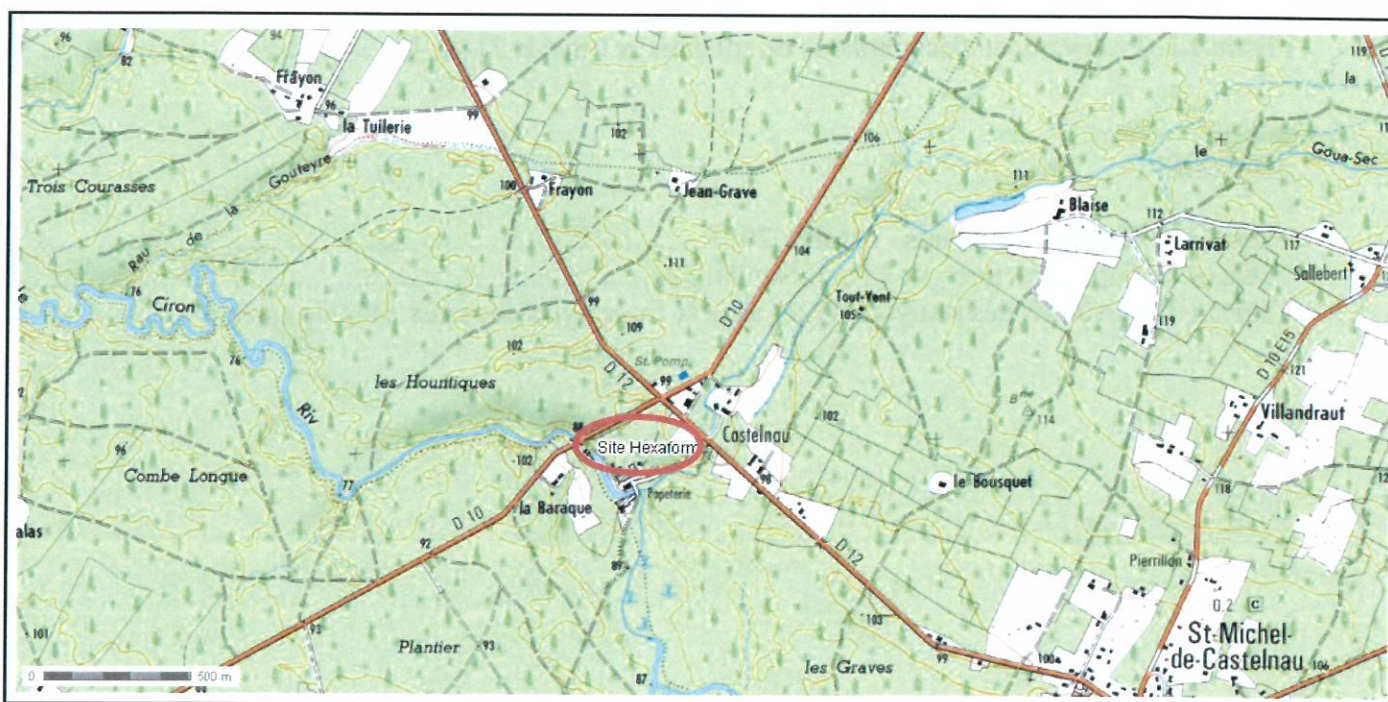 96
94
82
Frayon
96
la Tuilerie
99
102
106
119
la
le
Goua-Sec
Trois Courasses
Rau de la Gouteyre
100
Frayon
Jean-Grave
111
Blaise
112
Larrivat
117
Sallebert
76
Ciron
76
99
111
104
D 10
Tout-Vent
105
119
D 10 E15
121
109
102
St. Pomp.
99
les Hountiques
D 12
Riv
Bne
114
102
Villandraut
Castelnau
Site Hexaform
88
96
Combe Longue
102
77
la Baraque
Papeterie
98
le Bousquet
118
12
alas
D 10
92
89
D 12
Pierrillon
0,2 C
101
93
Plantier
93
103
St-Michel-
de-Castelnau
106
les Graves
99
100
87
0 500 m